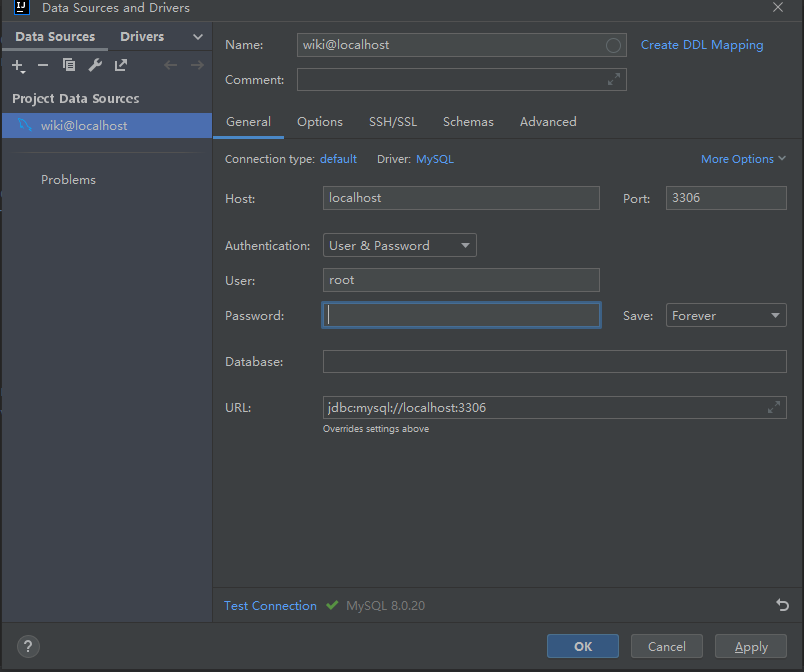 IJ Data Sources and Drivers
Data Sources Drivers
Name: wiki@localhost Create DDL Mapping
Comment:
Project Data Sources
wiki@localhost
Problems
General Options SSH/SSL Schemas Advanced
Connection type: default Driver: MySQL More Options
Host: localhost Port: 3306
Authentication: User & Password
User: root
Password: Save: Forever
Database:
URL: jdbc:mysql://localhost:3306
Overrides settings above
Test Connection MySQL 8.0.20
? OK Cancel Apply